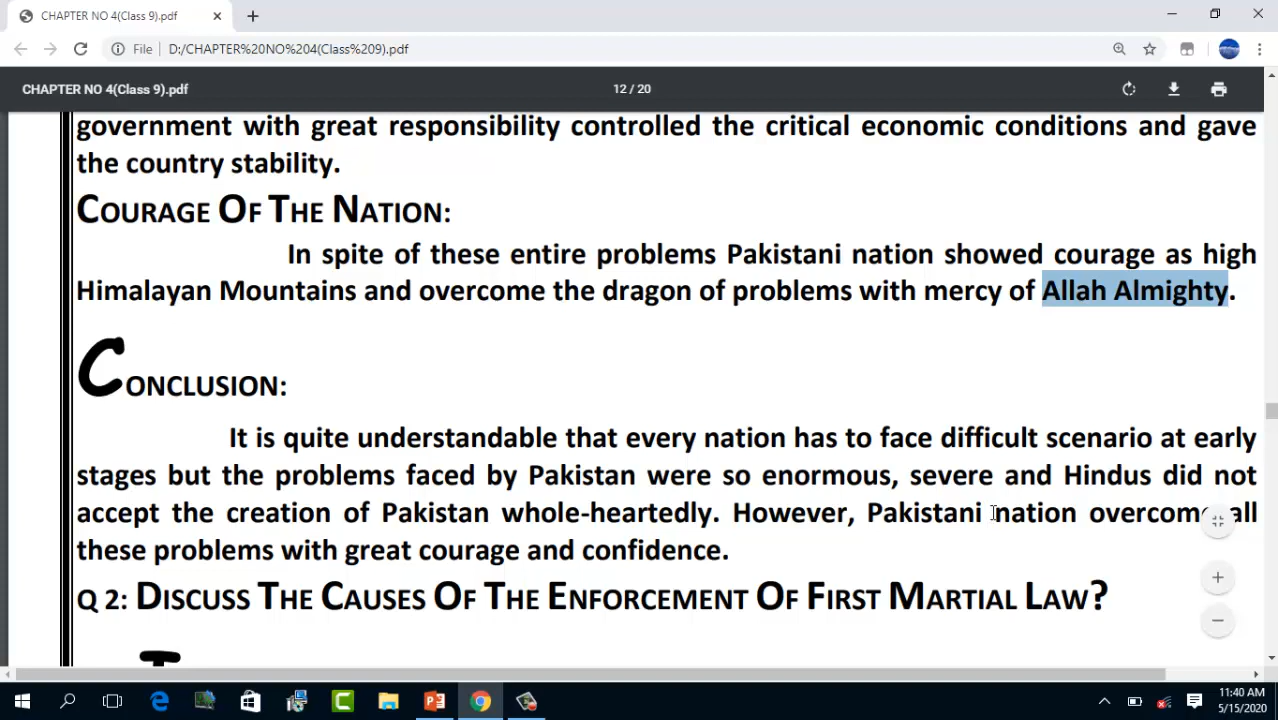 CHAPTER NO 4(Class 9).pdf
File | D:/CHAPTER%20NO%204(Class%209).pdf
CHAPTER NO 4(Class 9).pdf
12 / 20
government with great responsibility controlled the critical economic conditions and gave
the country stability.
COURAGE OF THE NATION:
In spite of these entire problems Pakistani nation showed courage as high
Himalayan Mountains and overcome the dragon of problems with mercy of Allah Almighty.
CONCLUSION:
It is quite understandable that every nation has to face difficult scenario at early
stages but the problems faced by Pakistan were so enormous, severe and Hindus did not
accept the creation of Pakistan whole-heartedly. However, Pakistani nation overcome all
these problems with great courage and confidence.
Q 2: DISCUSS THE CAUSES OF THE ENFORCEMENT OF FIRST MARTIAL LAW?
11:40 AM
5/15/2020